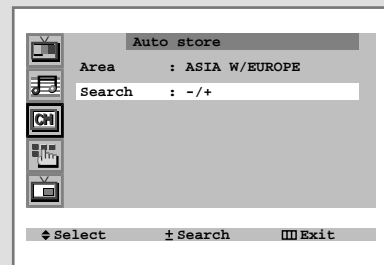 Auto store
Area : ASIA W/EUROPE
Search : -/+
CH
Select ± Search Exit